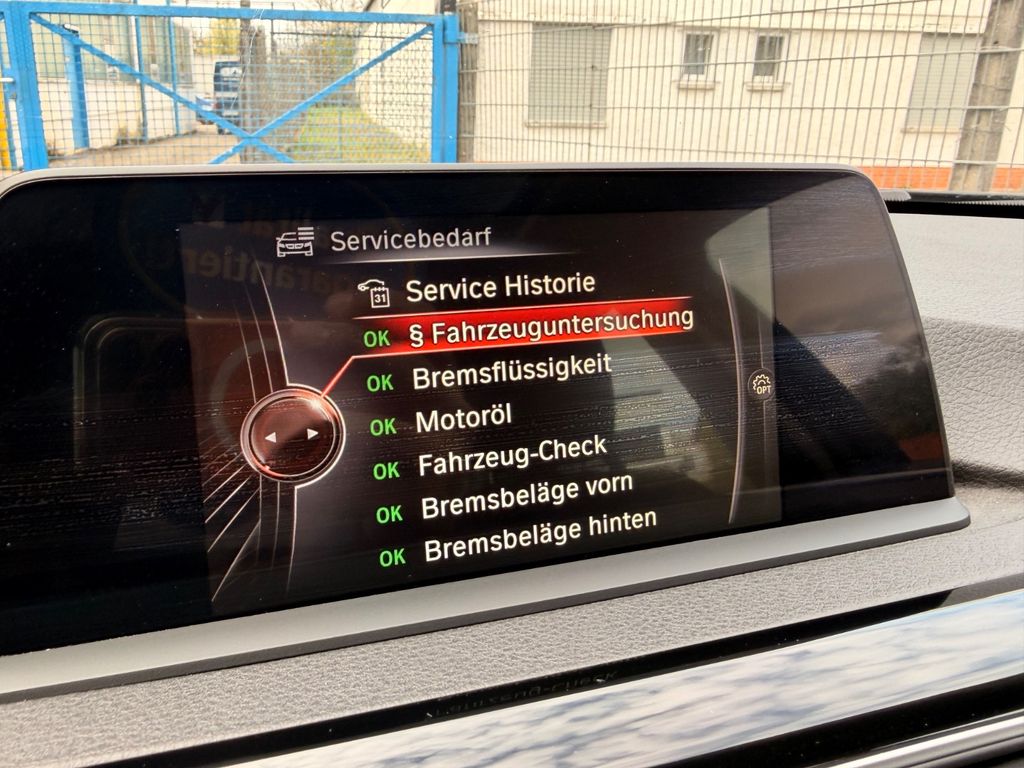 Servicebedarf
31 Service Historie
OK § Fahrzeuguntersuchung
OK Bremsflüssigkeit
OPT
OK Motoröl
OK Fahrzeug-Check
OK Bremsbeläge vorn
OK Bremsbeläge hinten